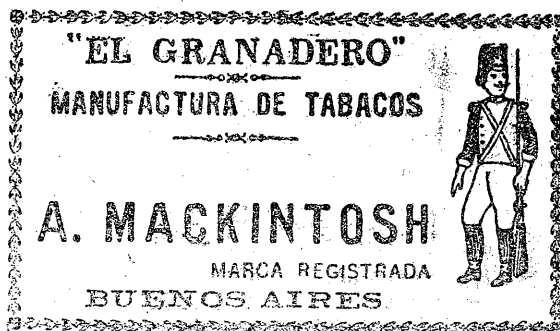 "EL GRANADERO"
MANUFACTURA DE TABACOS
A. MACKINTOSH
MARCA REGISTRADA
BUENOS AIRES